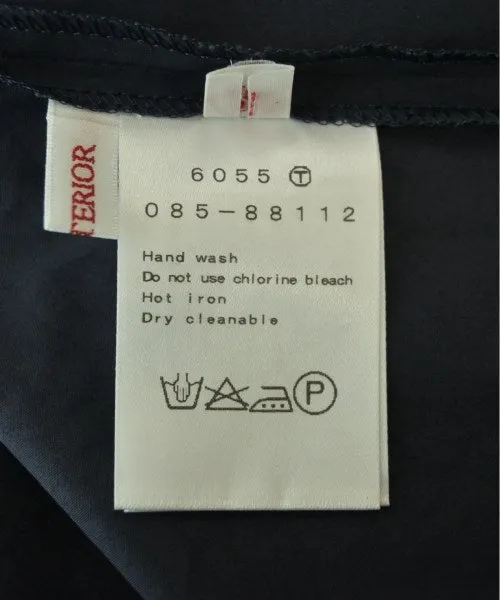 6055 Ⓣ
085-88112
Hand wash
Do not use chlorine bleach
Hot iron
Dry cleanable
P
TERIOR